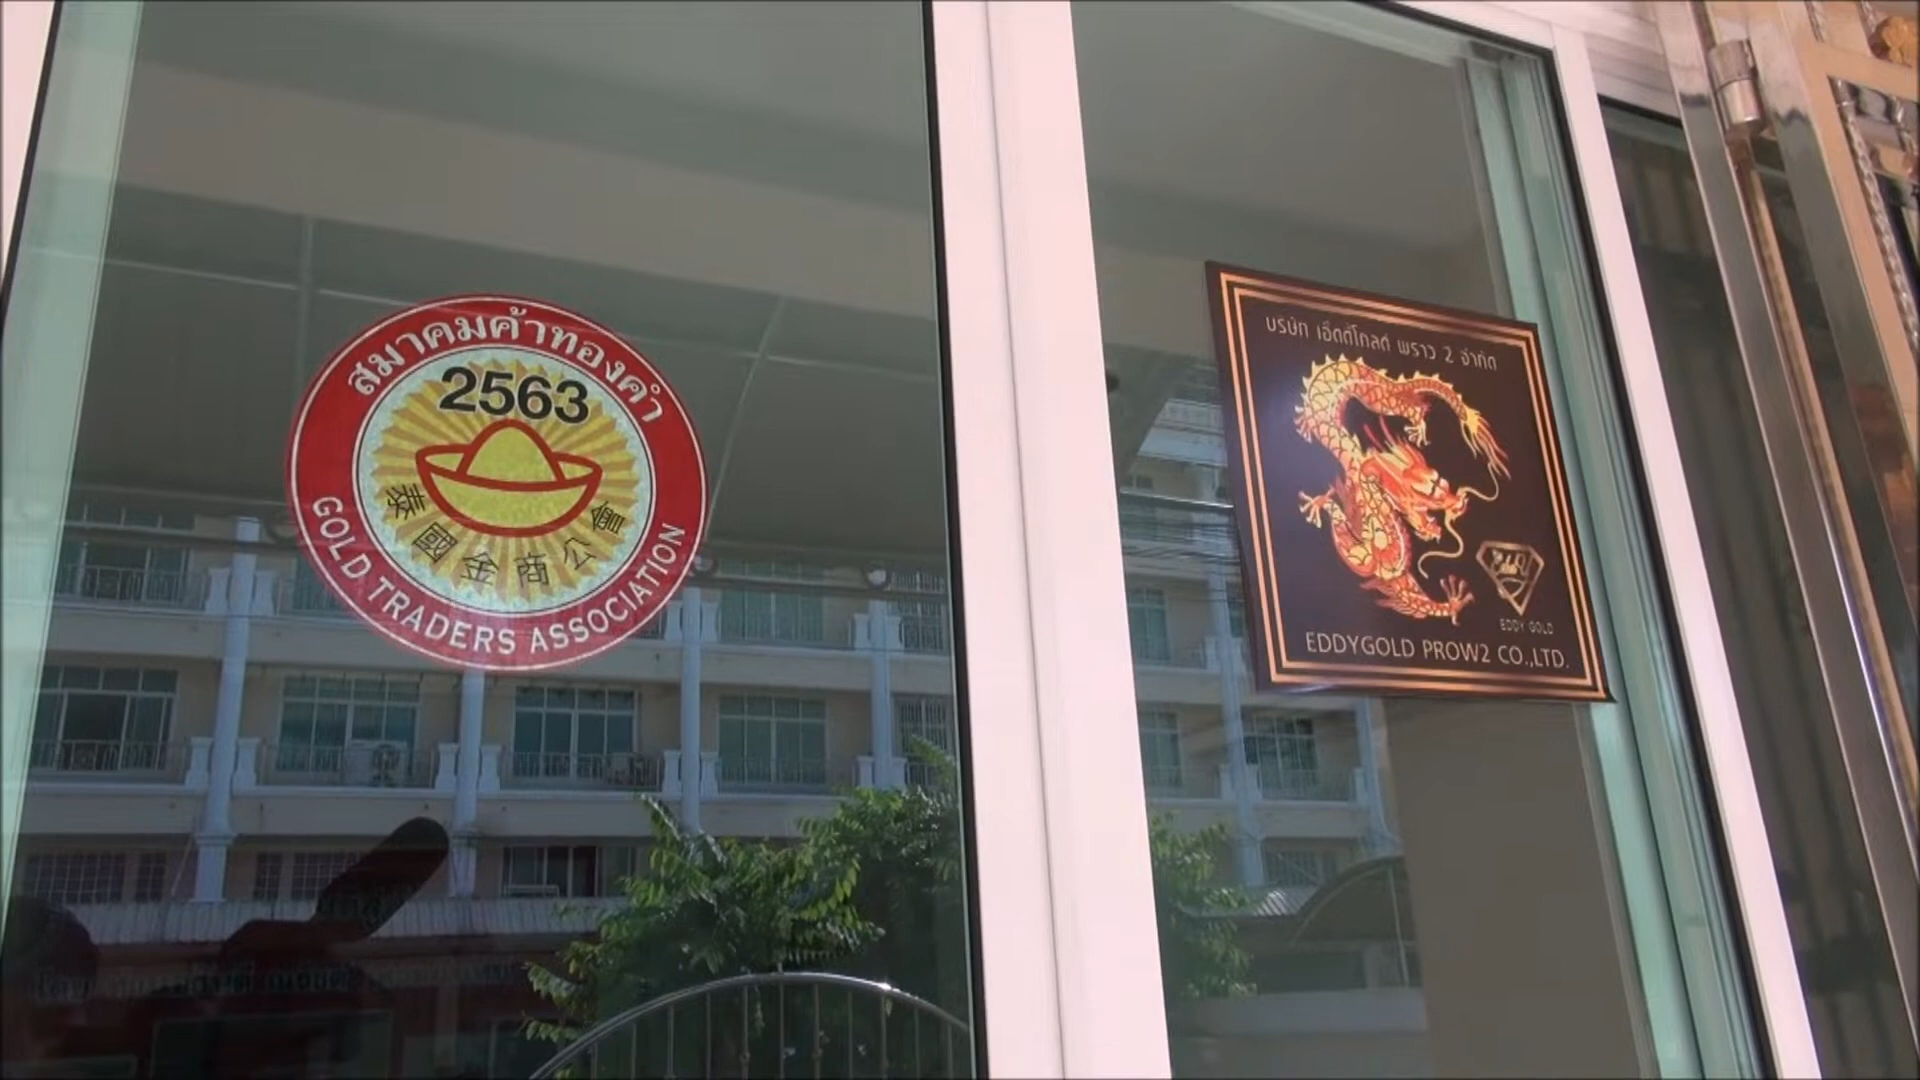 สมาคมค้าทองคำ
2563
泰國金商公會
GOLD TRADERS ASSOCIATION
บริษัท เอ็ดดี้โกลด์ พราว 2 จำกัด
EDDY GOLD
EDDYGOLD PROW2 CO.,LTD.